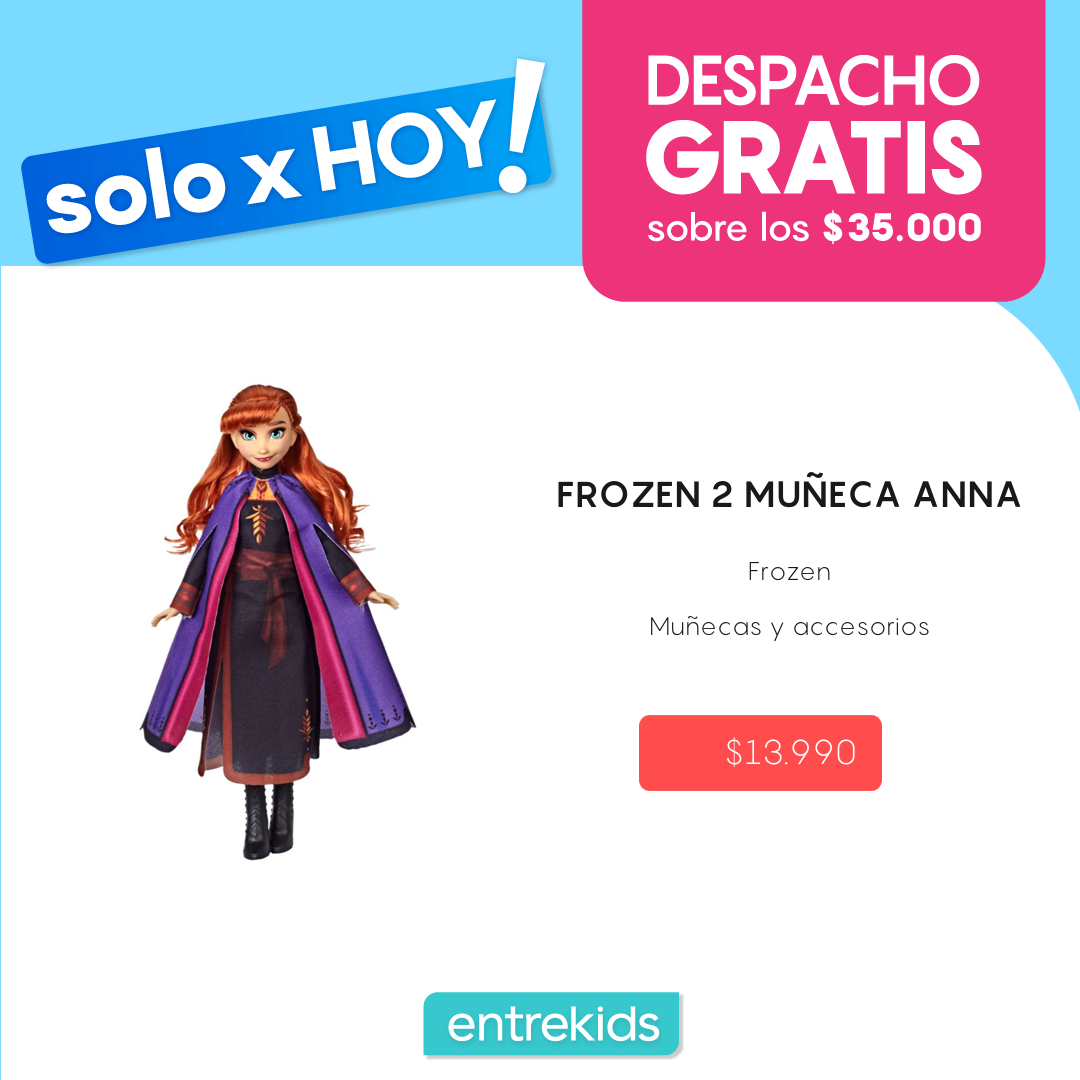 solo x HOY!
DESPACHO
GRATIS
sobre los $35.000
FROZEN 2 MUÑECA ANNA
Frozen
Muñecas y accesorios
$13.990
entrekids